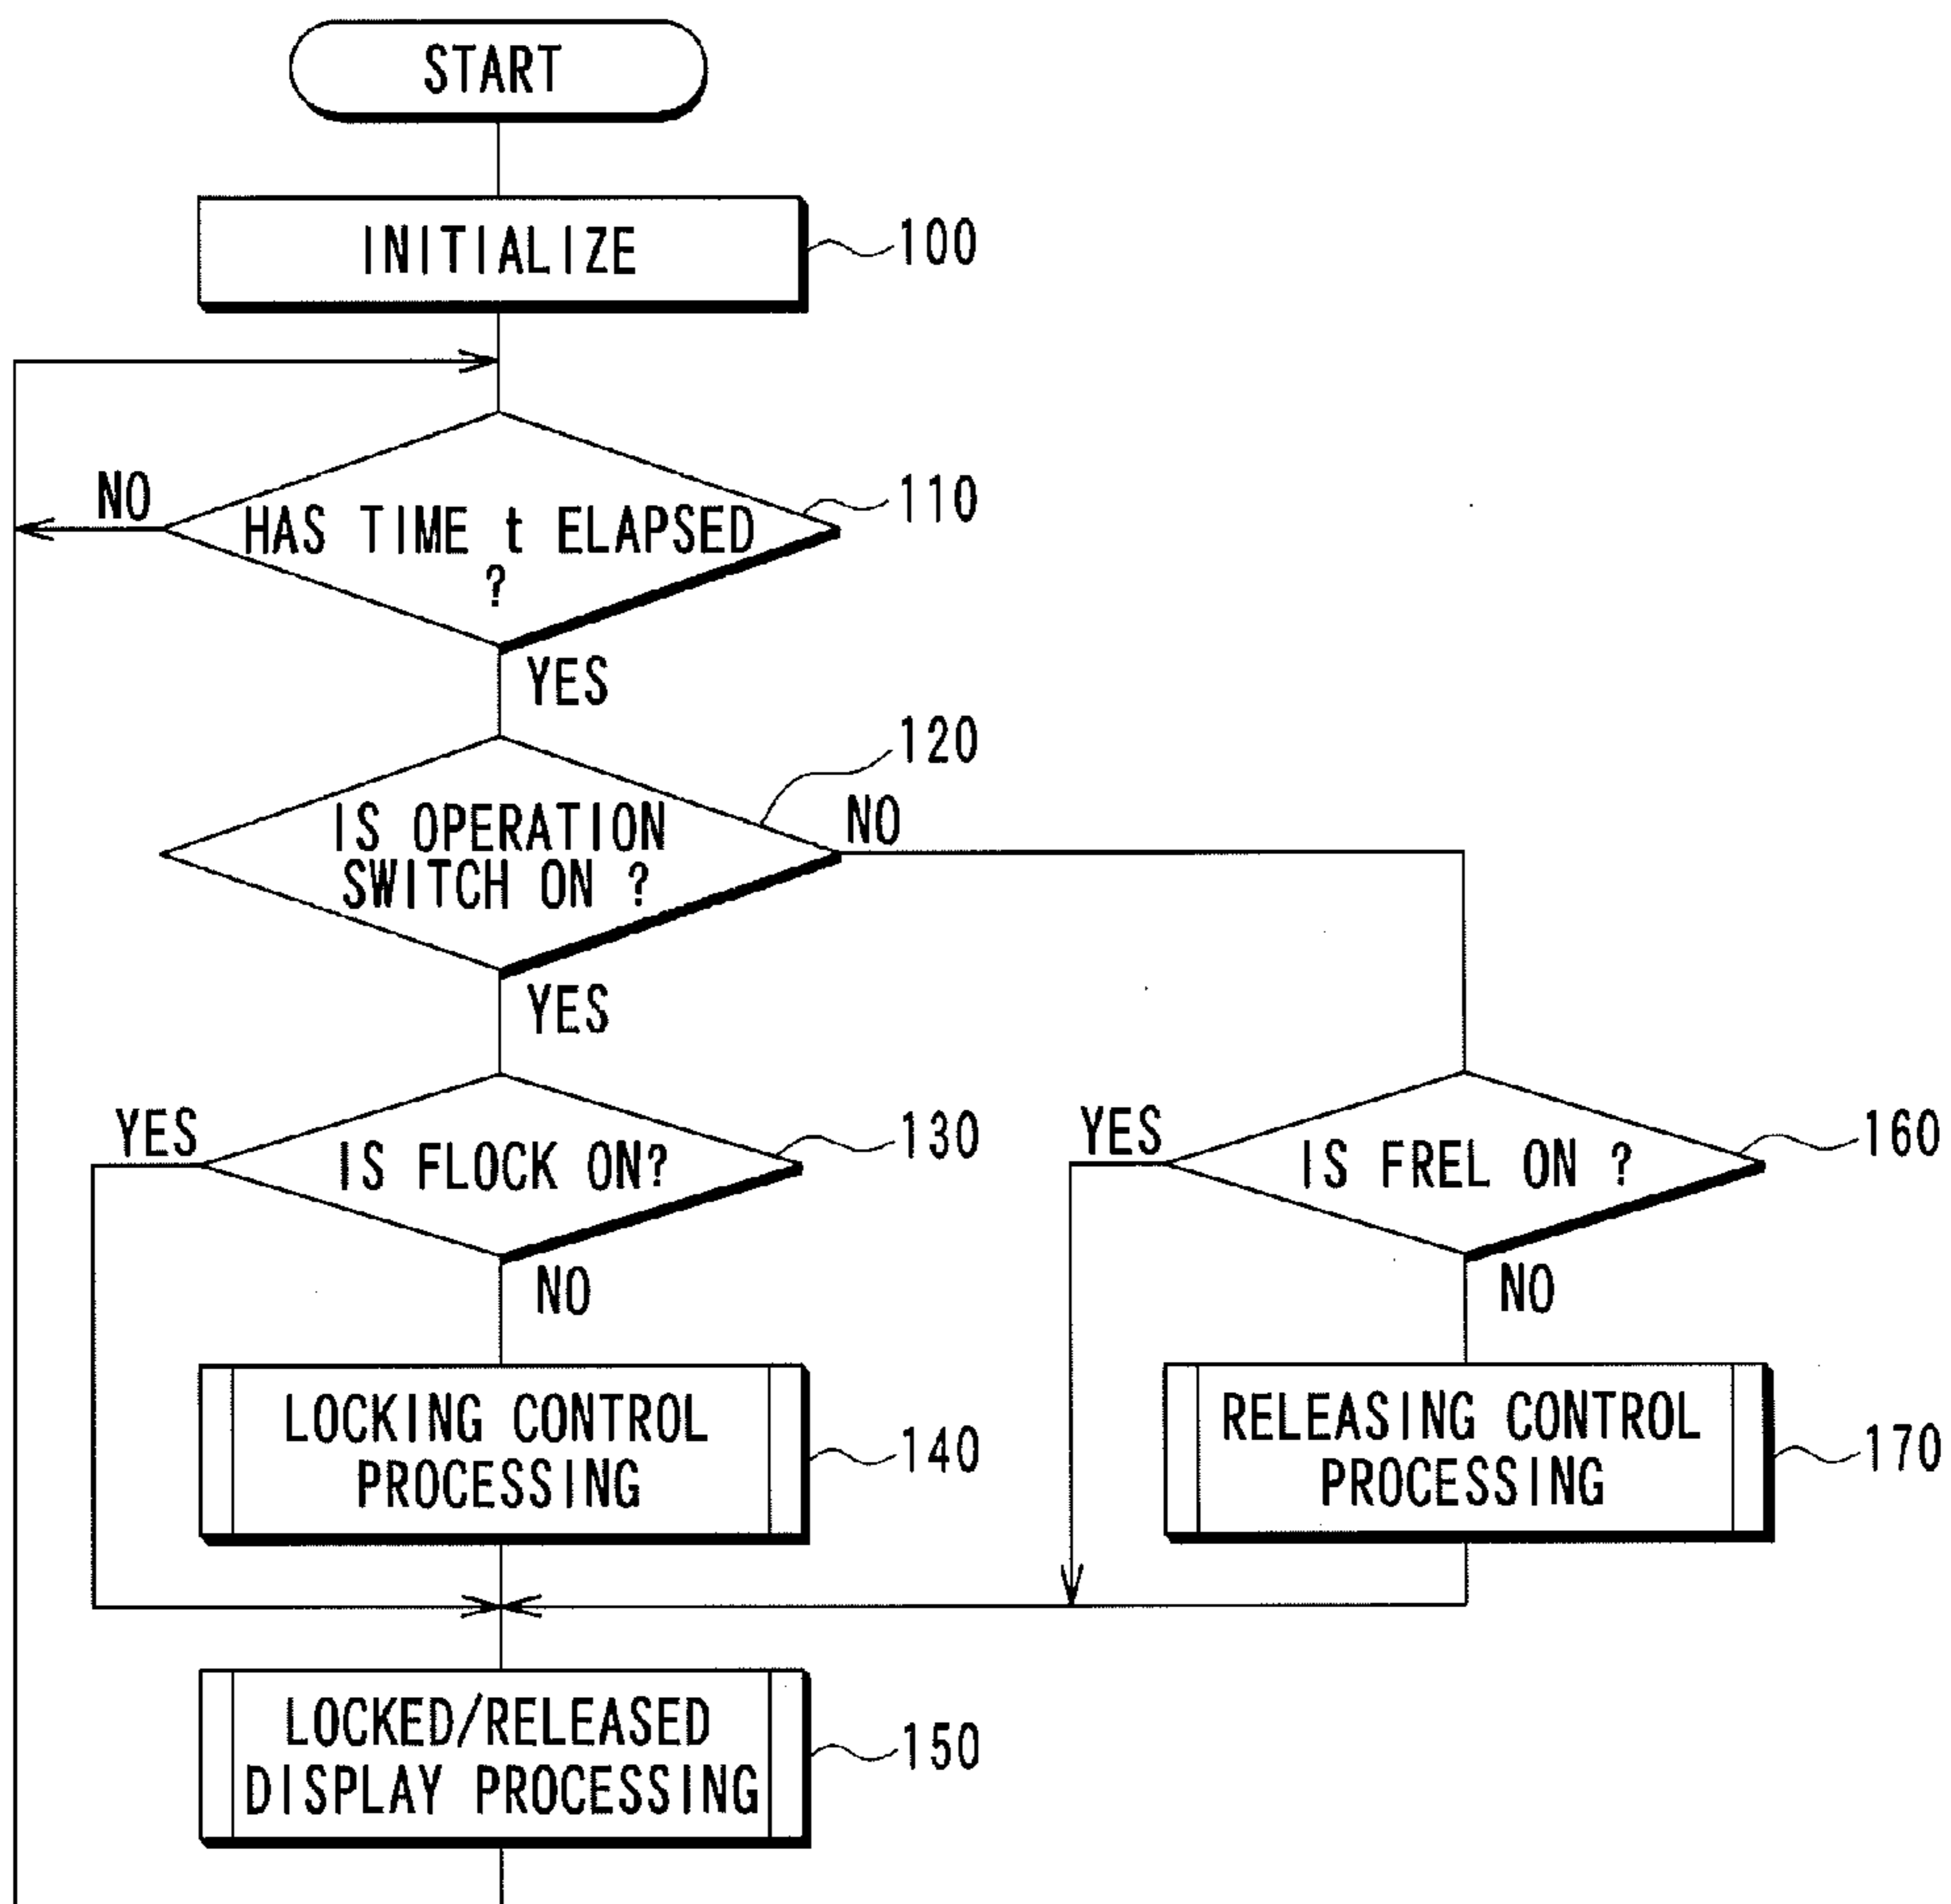 START
INITIALIZE
100
NO
HAS TIME t ELAPSED
?
110
YES
120
IS OPERATION
SWITCH ON ?
NO
YES
YES
IS FLOCK ON?
130
NO
YES
IS FREL ON ?
160
NO
LOCKING CONTROL
PROCESSING
140
RELEASING CONTROL
PROCESSING
170
LOCKED/RELEASED
DISPLAY PROCESSING
150